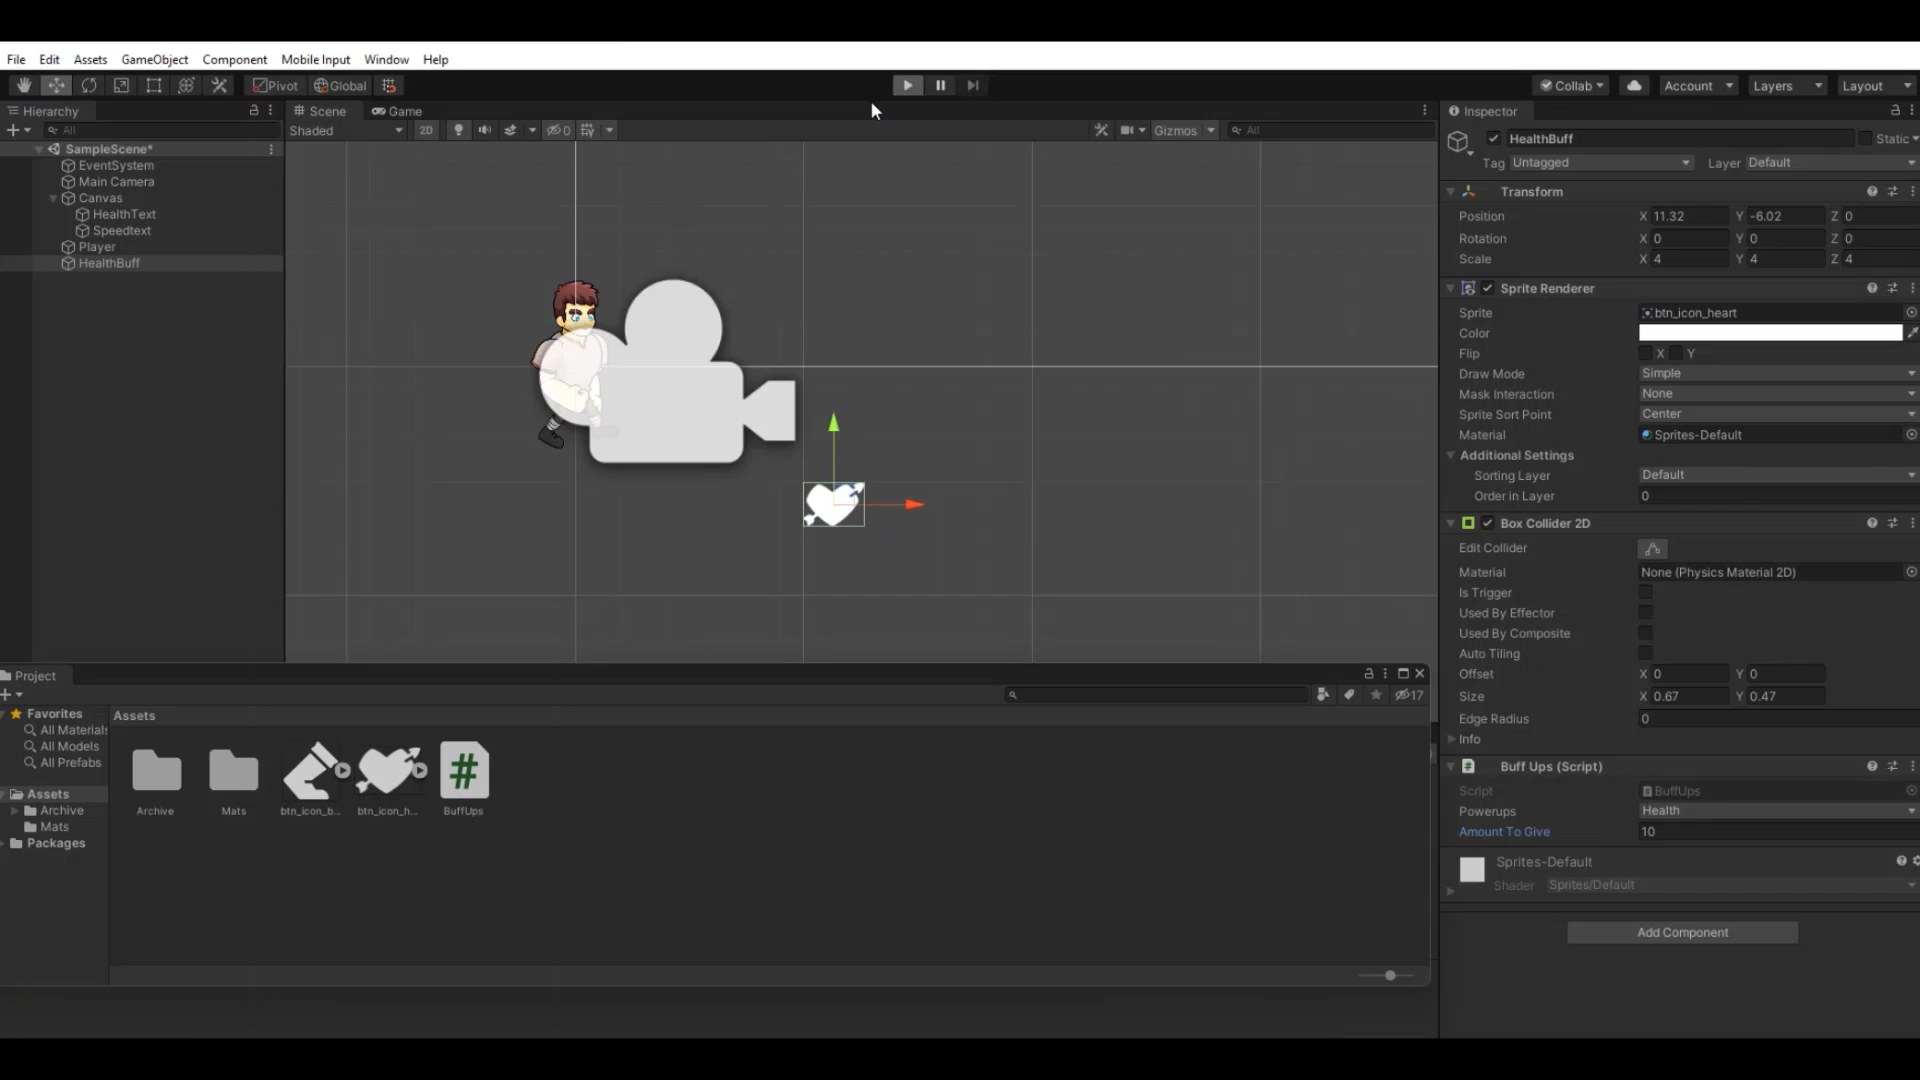 File Edit Assets GameObject Component Mobile Input Window Help
Pivot Global Collab Account Layers Layout
Hierarchy
All
SampleScene*
EventSystem
Main Camera
Canvas
HealthText
Speedtext
Player
HealthBuff
Scene Game
Shaded 2D 0 Gizmos All
Inspector
HealthBuff Static
Tag Untagged Layer Default
Transform
Position X 11.32 Y -6.02 Z 0
Rotation X 0 Y 0 Z 0
Scale X 4 Y 4 Z 4
Sprite Renderer
Sprite btn_icon_heart
Color
Flip X Y
Draw Mode Simple
Mask Interaction None
Sprite Sort Point Center
Material Sprites-Default
Additional Settings
Sorting Layer Default
Order in Layer 0
Box Collider 2D
Edit Collider
Material None (Physics Material 2D)
Is Trigger
Used By Effector
Used By Composite
Auto Tiling
Offset X 0 Y 0
Size X 0.67 Y 0.47
Edge Radius 0
Info
# Buff Ups (Script)
Script BuffUps
Powerups Health
Amount To Give 10
Sprites-Default
Shader Sprites/Default
Add Component
Project
17
Favorites
All Materials
All Models
All Prefabs
Assets
Archive
Mats
Packages
Assets
#
Archive Mats btn_icon_b... btn_icon_h... BuffUps